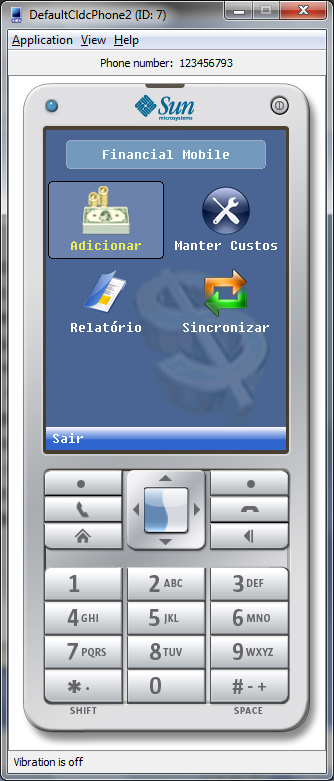 DefaultCldcPhone2 (ID: 7)
Application View Help
Phone number: 123456793
Sun
microsystems
Financial Mobile
Adicionar Manter Custos
Relatório Sincronizar
Sair
1 2 ABC 3 DEF
4 GHI 5 JKL 6 MNO
7 PQRS 8 TUV 9 WXYZ
* . 0 # - +
SHIFT SPACE
Vibration is off